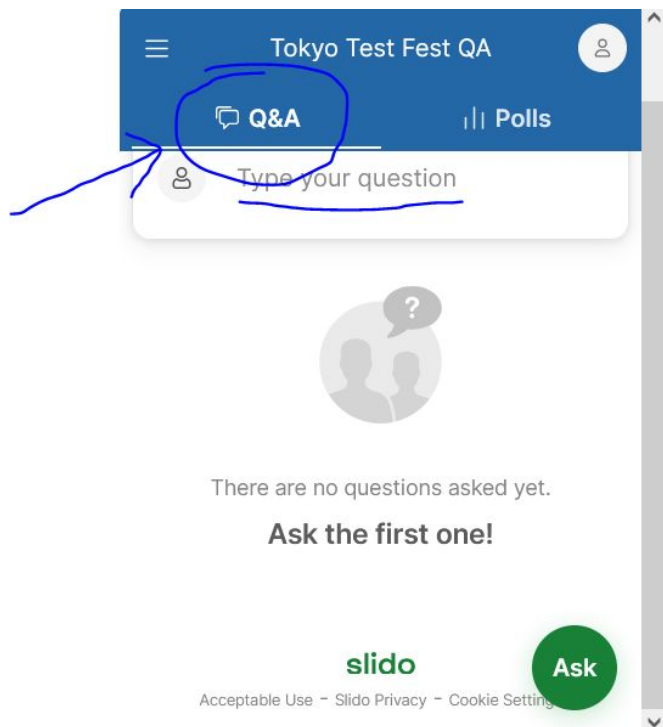 Tokyo Test Fest QA
Q&A Polls
Type your question
?
There are no questions asked yet.
Ask the first one!
slido
Ask
Acceptable Use - Slido Privacy - Cookie Setting